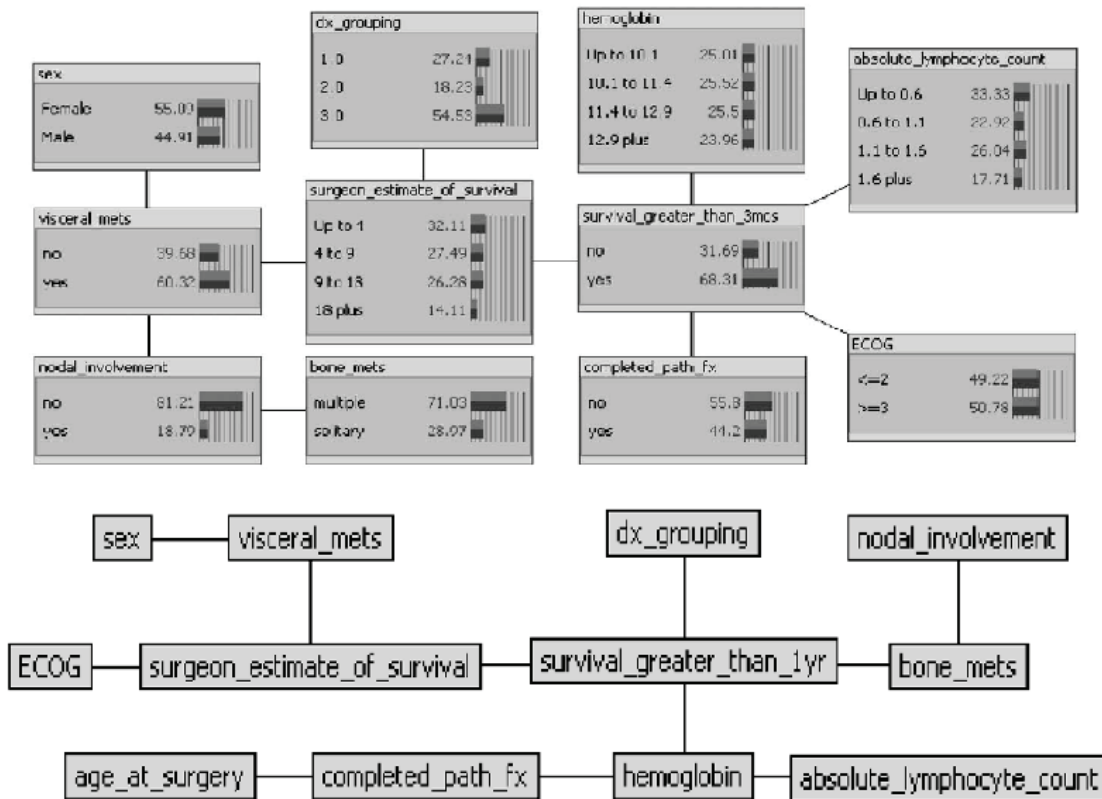 dx_grouping
1.0 27.24
2.0 18.23
3.0 54.53
hemoglobin
Up to 10.1 25.01
10.1 to 11.4 25.52
11.4 to 12.9 25.5
12.9 plus 23.96
absolute_lymphocyte_count
Up to 0.6 33.33
0.6 to 1.1 22.92
1.1 to 1.6 26.04
1.6 plus 17.71
sex
Female 55.09
Male 44.91
visceral_mets
no 39.68
yes 60.32
surgeon_estimate_of_survival
Up to 4 32.11
4 to 9 27.49
9 to 18 26.28
18 plus 14.11
survival_greater_than_3mos
no 31.69
yes 68.31
ECOG
<=2 49.22
>=3 50.78
nodal_involvement
no 81.21
yes 18.79
bone_mets
multiple 71.03
solitary 28.97
completed_path_fx
no 55.8
yes 44.2
sex
visceral_mets
dx_grouping
nodal_involvement
ECOG
surgeon_estimate_of_survival
survival_greater_than_1yr
bone_mets
age_at_surgery
completed_path_fx
hemoglobin
absolute_lymphocyte_count